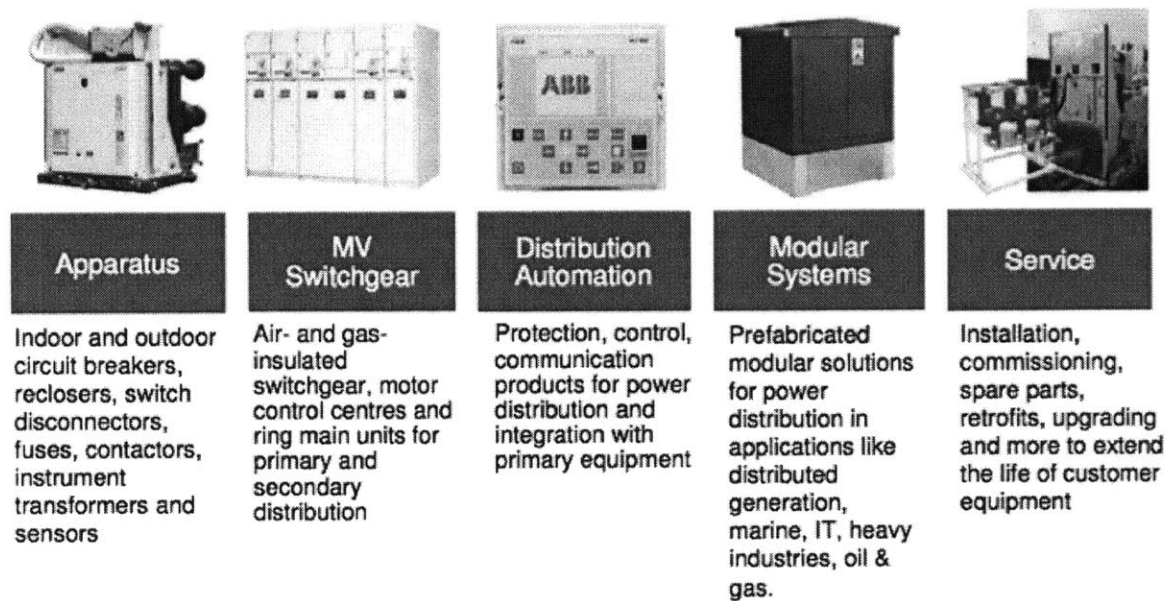 ABB
Apparatus
Indoor and outdoor
circuit breakers,
reclosers, switch
disconnectors,
fuses, contactors,
instrument
transformers and
sensors
MV
Switchgear
Air- and gas-
insulated
switchgear, motor
control centres and
ring main units for
primary and
secondary
distribution
Distribution
Automation
Protection, control,
communication
products for power
distribution and
integration with
primary equipment
Modular
Systems
Prefabricated
modular solutions
for power
distribution in
applications like
distributed
generation,
marine, IT, heavy
industries, oil &
gas.
Service
Installation,
commissioning,
spare parts,
retrofits, upgrading
and more to extend
the life of customer
equipment